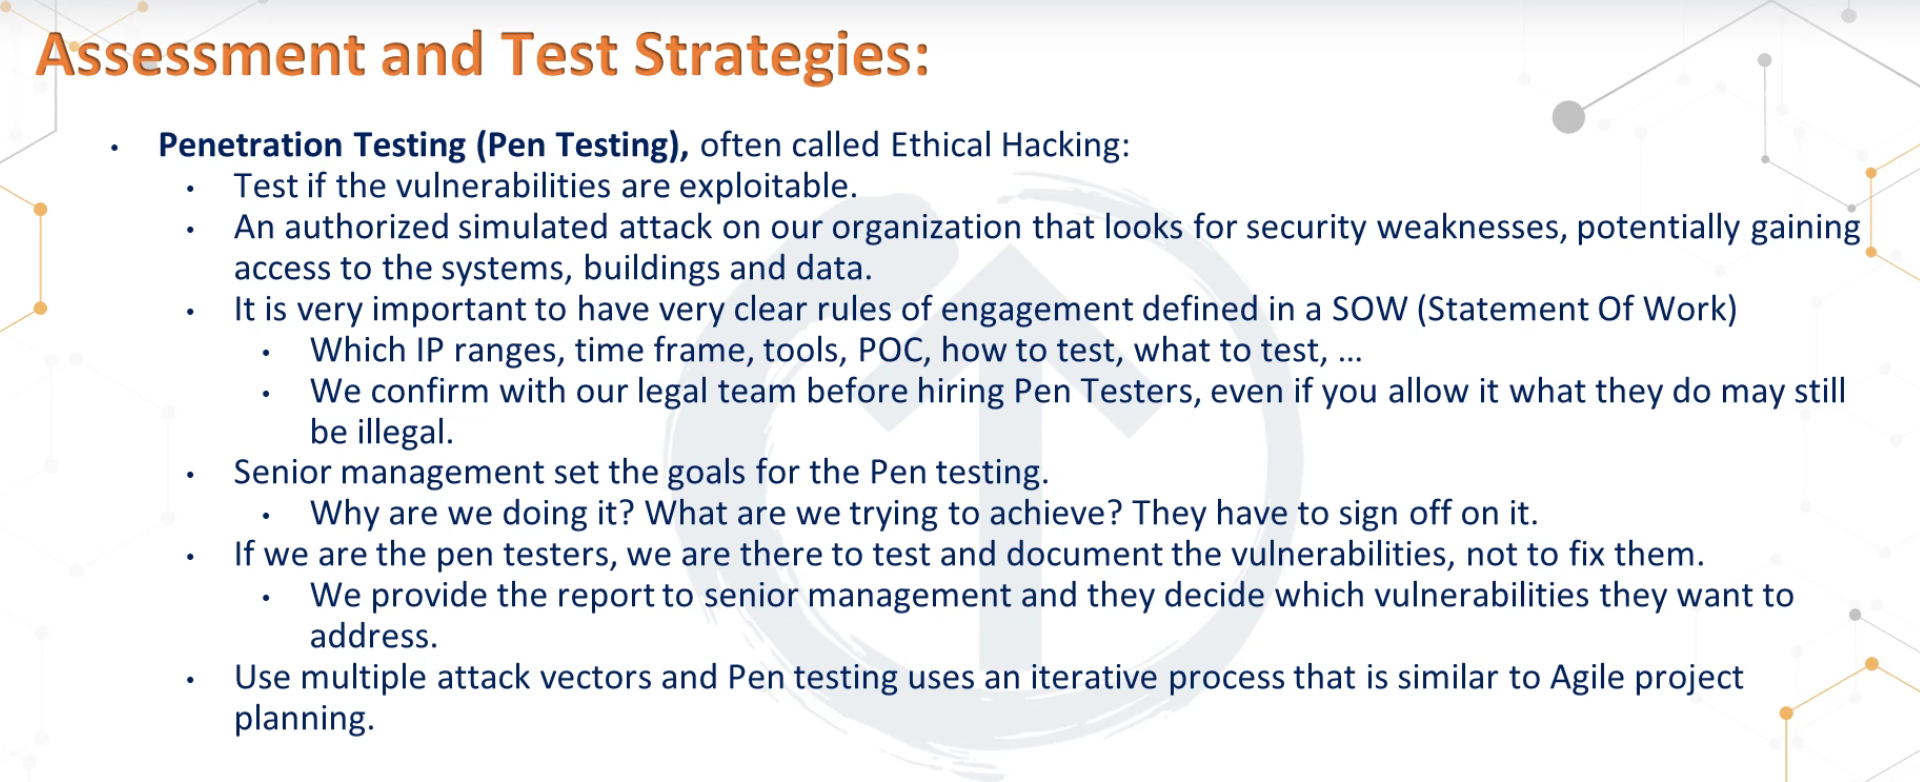 Assessment and Test Strategies:
• Penetration Testing (Pen Testing), often called Ethical Hacking:
• Test if the vulnerabilities are exploitable.
• An authorized simulated attack on our organization that looks for security weaknesses, potentially gaining
access to the systems, buildings and data.
• It is very important to have very clear rules of engagement defined in a SOW (Statement Of Work)
• Which IP ranges, time frame, tools, POC, how to test, what to test, ...
• We confirm with our legal team before hiring Pen Testers, even if you allow it what they do may still
be illegal.
• Senior management set the goals for the Pen testing.
• Why are we doing it? What are we trying to achieve? They have to sign off on it.
• If we are the pen testers, we are there to test and document the vulnerabilities, not to fix them.
• We provide the report to senior management and they decide which vulnerabilities they want to
address.
• Use multiple attack vectors and Pen testing uses an iterative process that is similar to Agile project
planning.